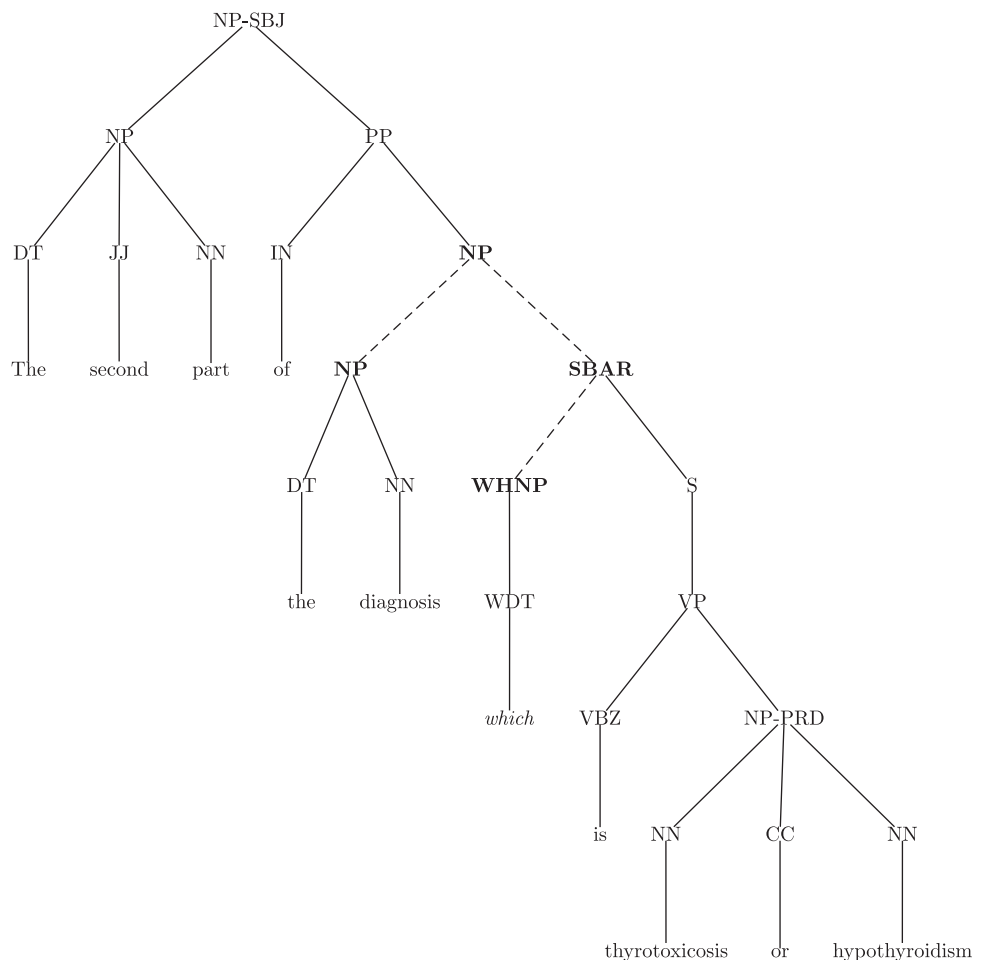 NP-SBJ
NP PP
DT JJ NN IN NP
The second part of NP SBAR
DT NN WHNP S
the diagnosis WDT VP
which VBZ NP-PRD
is NN CC NN
thyrotoxicosis or hypothyroidism